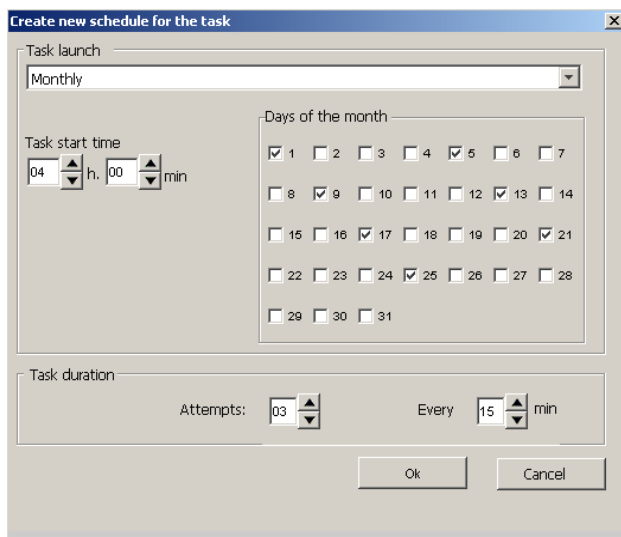 Create new schedule for the task
Task launch
Monthly
Task start time
04 h. 00 min
Days of the month
1 2 3 4 5 6 7
8 9 10 11 12 13 14
15 16 17 18 19 20 21
22 23 24 25 26 27 28
29 30 31
Task duration
Attempts: 03 Every 15 min
Ok Cancel